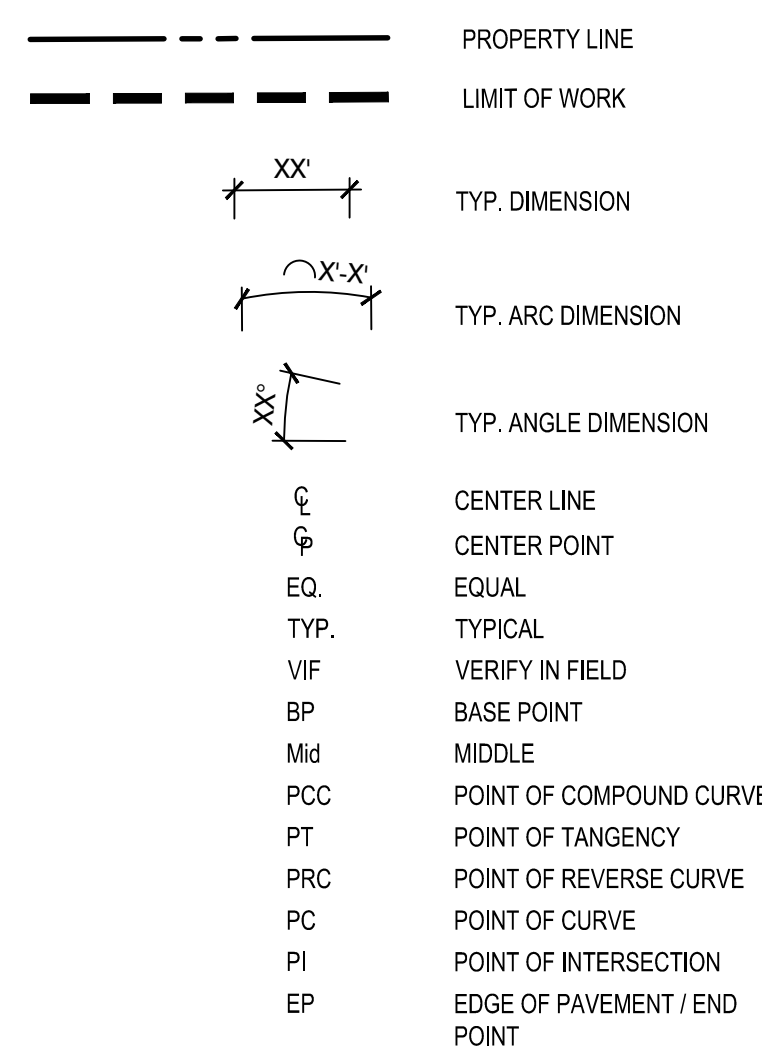 PROPERTY LINE
LIMIT OF WORK
XX'
TYP. DIMENSION
X'-X'
TYP. ARC DIMENSION
XX°
TYP. ANGLE DIMENSION
℄ CENTER LINE
CP CENTER POINT
EQ. EQUAL
TYP. TYPICAL
VIF VERIFY IN FIELD
BP BASE POINT
Mid MIDDLE
PCC POINT OF COMPOUND CURVE
PT POINT OF TANGENCY
PRC POINT OF REVERSE CURVE
PC POINT OF CURVE
PI POINT OF INTERSECTION
EP EDGE OF PAVEMENT / END
POINT